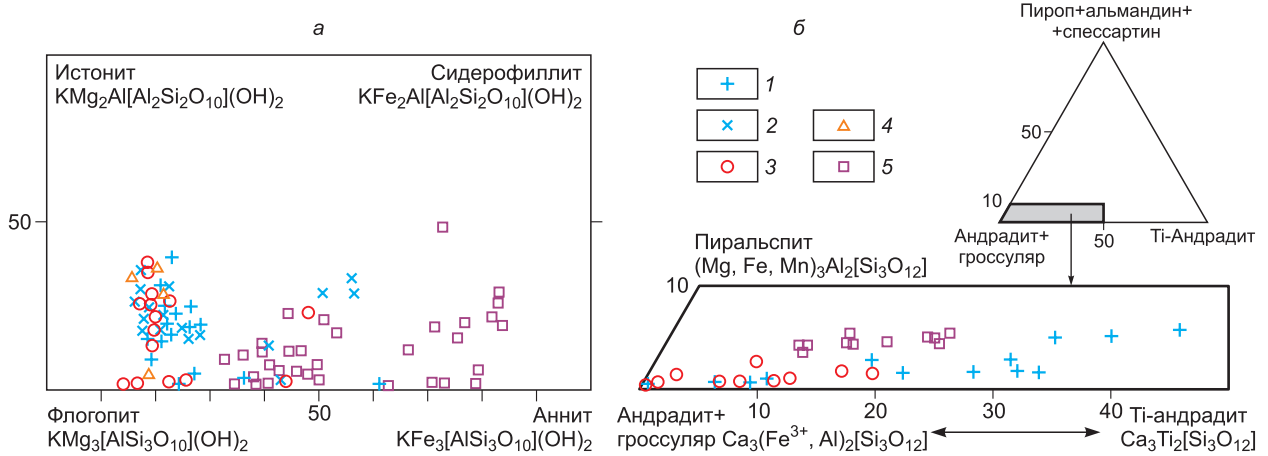 а
Истонит
KMg₂Al[Al₂Si₂O₁₀](OH)₂
Сидерофиллит
KFe₂Al[Al₂Si₂O₁₀](OH)₂
50
50
Флогопит
KMg₃[AlSi₃O₁₀](OH)₂
Аннит
KFe₃[AlSi₃O₁₀](OH)₂
б
1
2
3
4
5
Пироп+альмандин+
+спессартин
50
10
Андрадит+
гроссуляр
50
Ti-Андрадит
Пиральспит
(Mg, Fe, Mn)₃Al₂[Si₃O₁₂]
10
10
20
30
40
Андрадит+
гроссуляр Ca₃(Fe³⁺, Al)₂[Si₃O₁₂]
Ti-андрадит
Ca₃Ti₂[Si₃O₁₂]